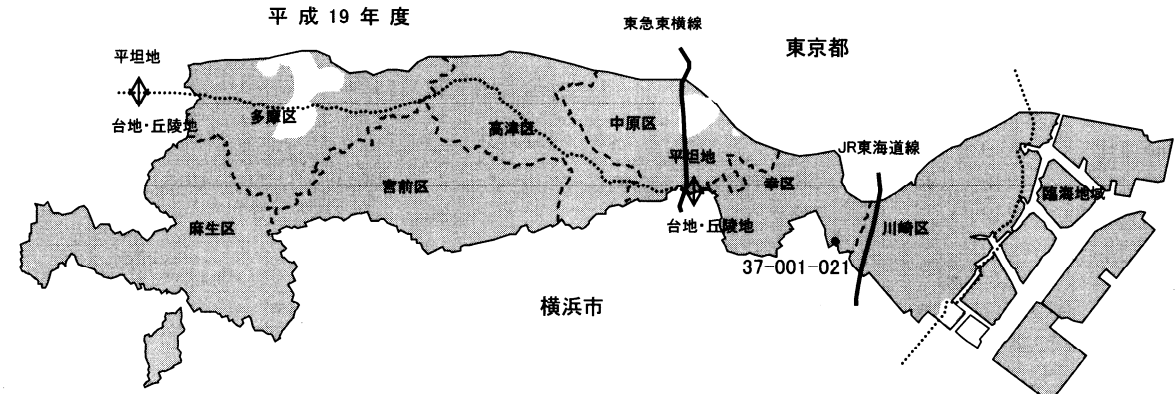 平成19年度
東急東横線
東京都
平坦地
台地・丘陵地
多摩区
高津区
中原区
平坦地
JR東海道線
幸区
宮前区
臨海地域
麻生区
台地・丘陵地
川崎区
37-001-021
横浜市